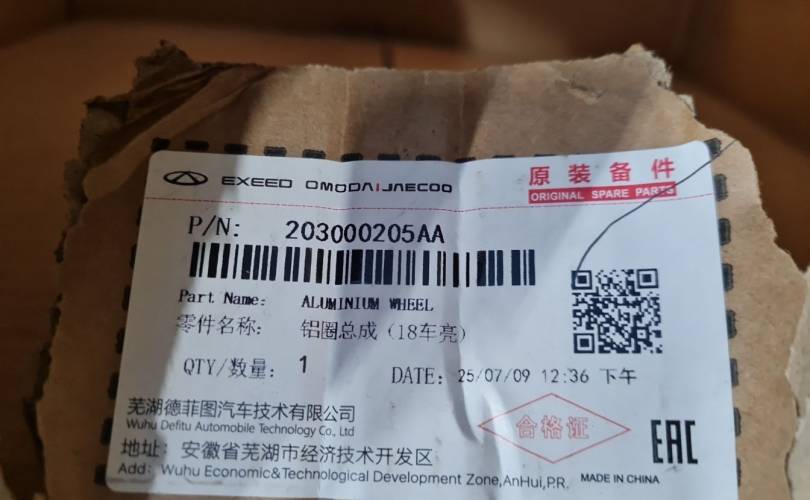 EXEED OMODA|JAECOO
原装备件
ORIGINAL SPARE PARTS
P/N: 203000205AA
Part Name: ALUMINIUM WHEEL
零件名称: 铝圈总成（18车亮）
QTY/数量: 1
DATE: 25/07/09 12:36 下午
芜湖德菲图汽车技术有限公司
Wuhu Defitu Automobile Technology Co., Ltd
合格证
EAC
地址: 安徽省芜湖市经济技术开发区
Add: Wuhu Economic&Technological Development Zone,AnHui,P.R.
MADE IN CHINA